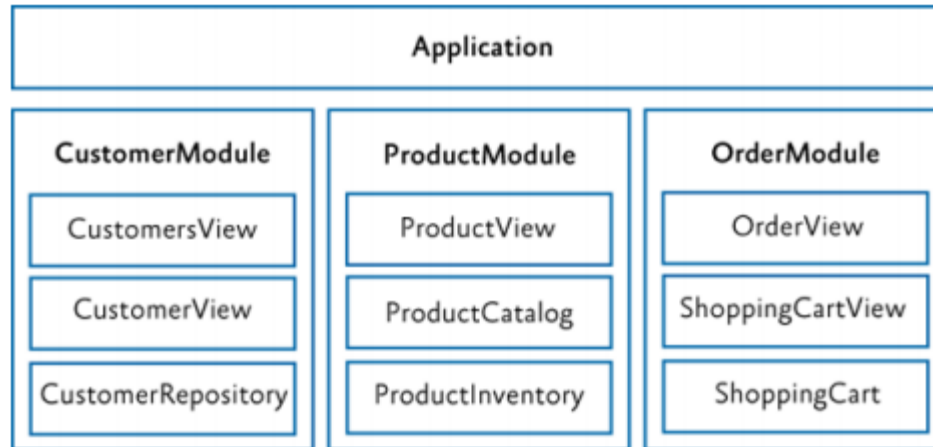 Application
CustomerModule
CustomersView
CustomerView
CustomerRepository
ProductModule
ProductView
ProductCatalog
ProductInventory
OrderModule
OrderView
ShoppingCartView
ShoppingCart